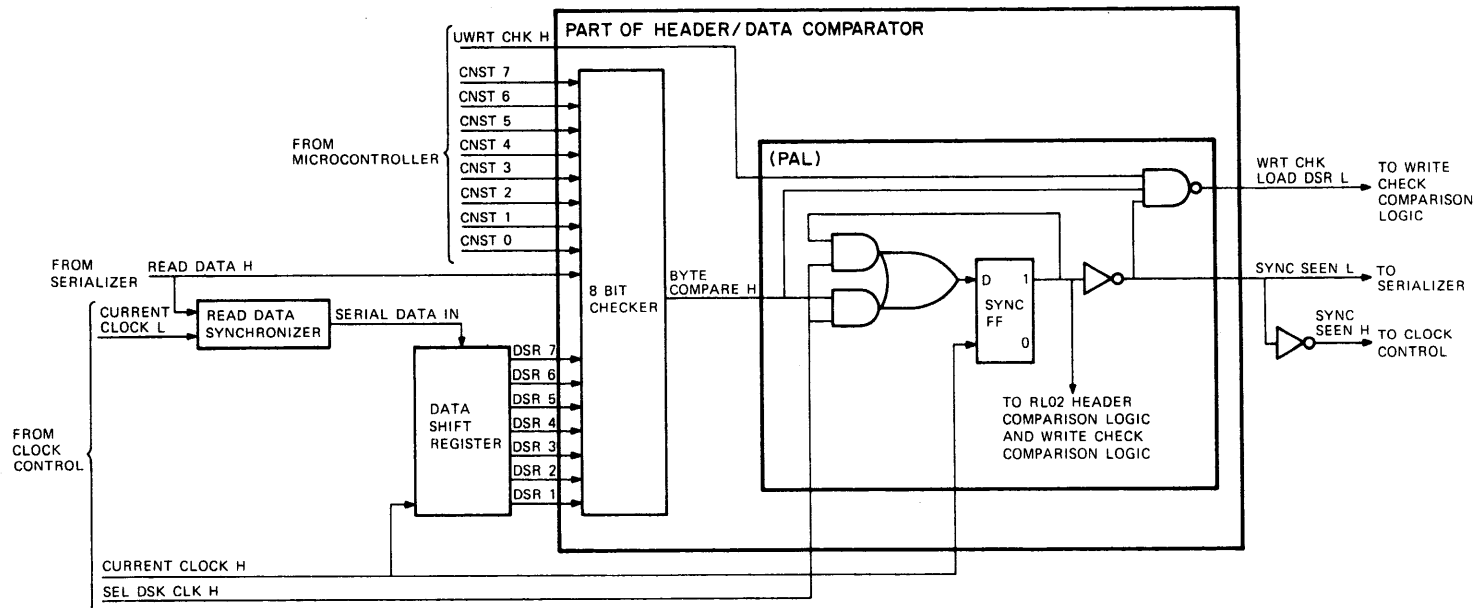 PART OF HEADER/DATA COMPARATOR
UWRT CHK H
CNST 7
CNST 6
CNST 5
CNST 4
CNST 3
CNST 2
CNST 1
CNST 0
FROM
MICROCONTROLLER
(PAL)
WRT CHK
LOAD DSR L
TO WRITE
CHECK
COMPARISON
LOGIC
FROM
SERIALIZER
READ DATA H
8 BIT
CHECKER
BYTE
COMPARE H
D
1
SYNC
FF
0
SYNC SEEN L
TO
SERIALIZER
SYNC
SEEN H
TO CLOCK
CONTROL
CURRENT
CLOCK L
READ DATA
SYNCHRONIZER
SERIAL DATA IN
DATA
SHIFT
REGISTER
DSR 7
DSR 6
DSR 5
DSR 4
DSR 3
DSR 2
DSR 1
TO RL02 HEADER
COMPARISON LOGIC
AND WRITE CHECK
COMPARISON LOGIC
FROM
CLOCK
CONTROL
CURRENT CLOCK H
SEL DSK CLK H